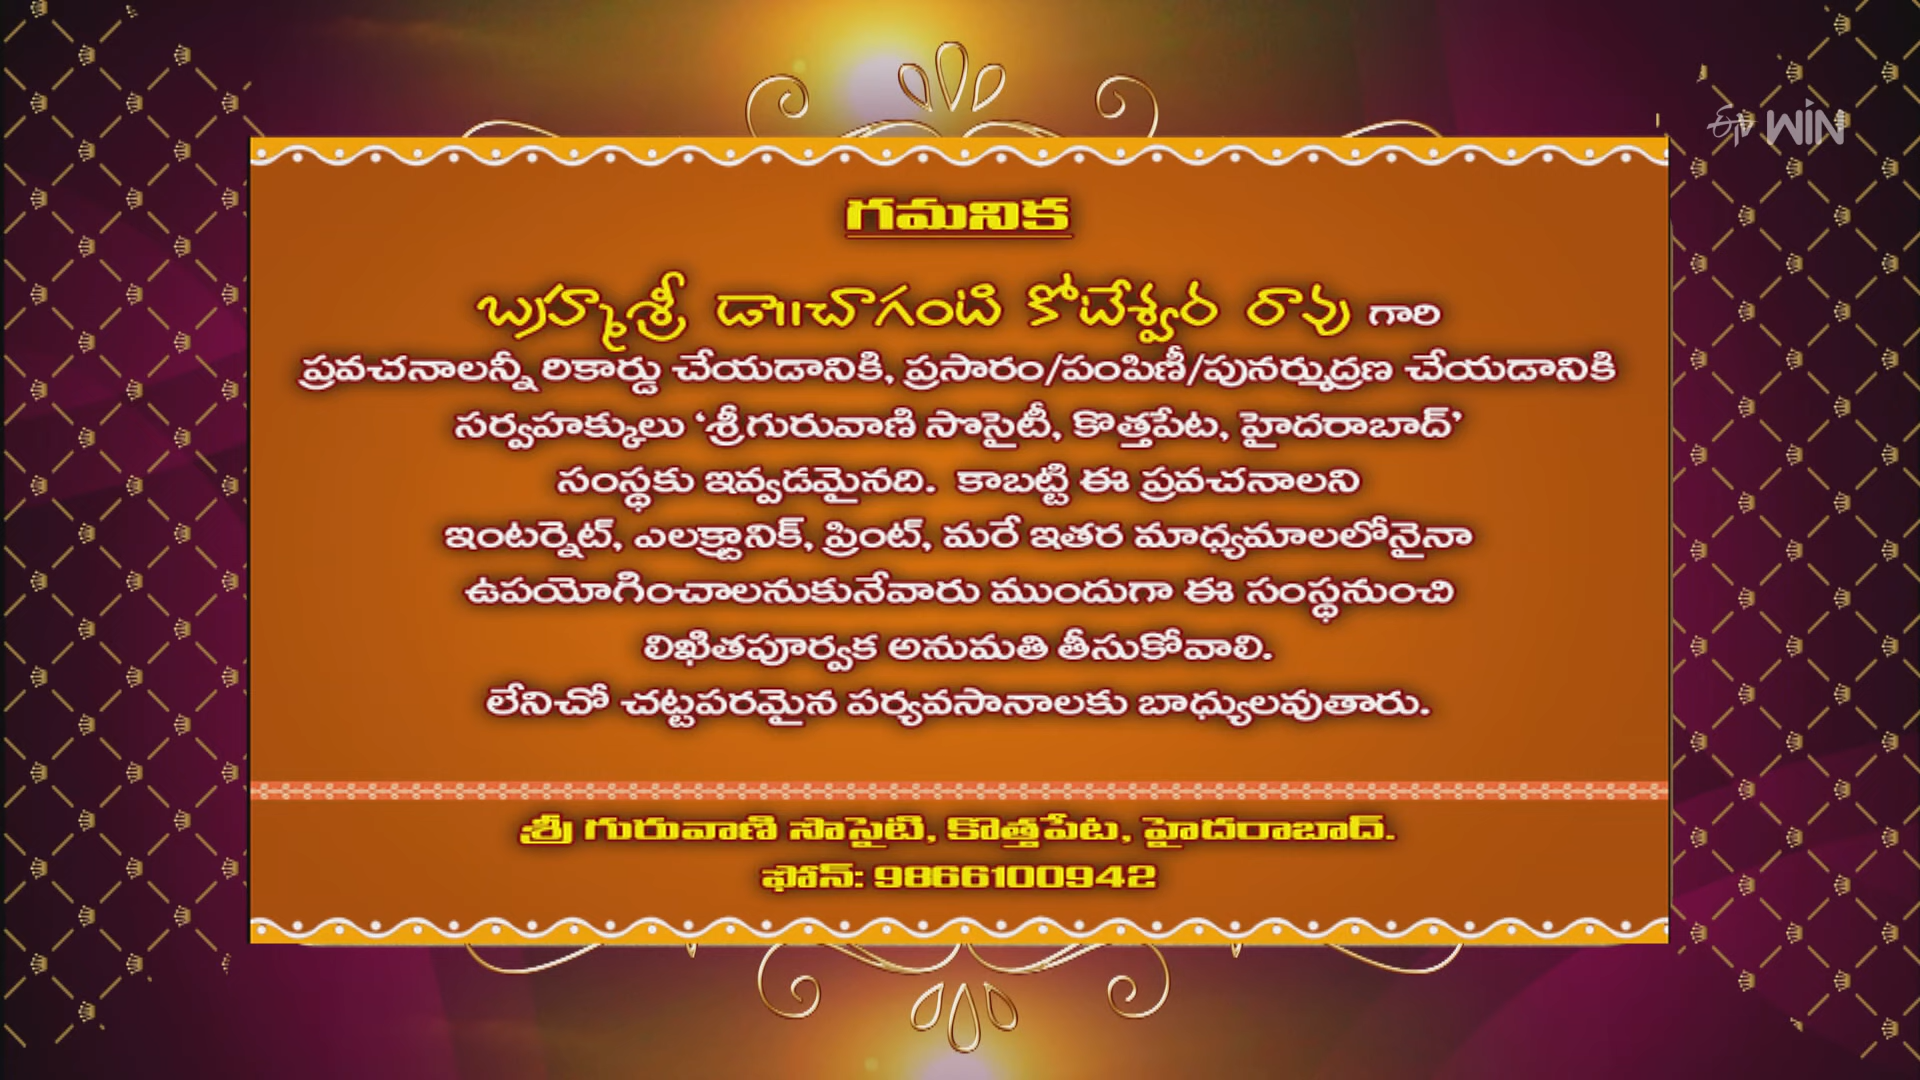 ఈటీవీ WIN
గమనిక
బ్రహ్మశ్రీ డా॥చాగంటి కోటేశ్వర రావు గారి
ప్రవచనాలన్నీ రికార్డు చేయడానికి, ప్రసారం/పంపిణీ/పునర్ముద్రణ చేయడానికి
సర్వహక్కులు ‘శ్రీగురువాణి సొసైటీ, కొత్తపేట, హైదరాబాద్’
సంస్థకు ఇవ్వడమైనది. కాబట్టి ఈ ప్రవచనాలని
ఇంటర్నెట్, ఎలక్ట్రానిక్, ప్రింట్, మరే ఇతర మాధ్యమాలలోనైనా
ఉపయోగించాలనుకునేవారు ముందుగా ఈ సంస్థనుంచి
లిఖితపూర్వక అనుమతి తీసుకోవాలి.
లేనిచో చట్టపరమైన పర్యవసానాలకు బాధ్యులవుతారు.
శ్రీ గురువాణి సొసైటి, కొత్తపేట, హైదరాబాద్.
ఫోన్: 9866100942